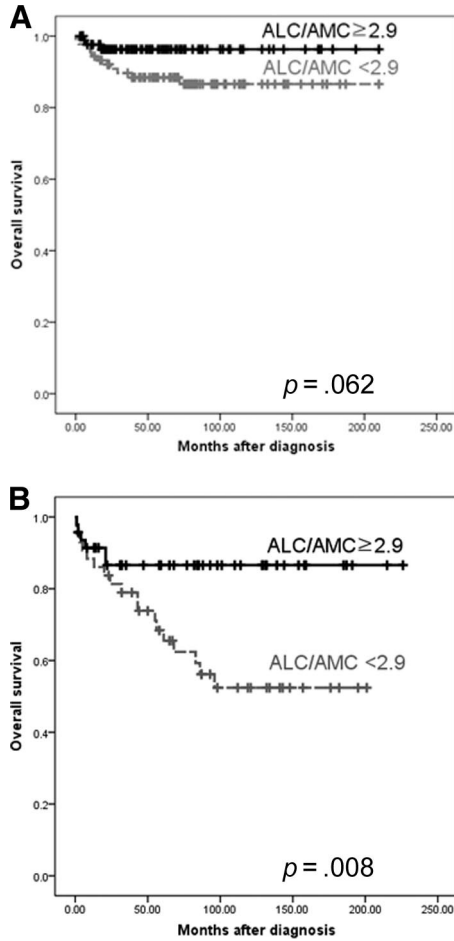 A
ALC/AMC≥2.9
ALC/AMC <2.9
Overall survival
1.0
0.8
0.6
0.4
0.2
0.0
p = .062
0.00 50.00 100.00 150.00 200.00 250.00
Months after diagnosis
B
ALC/AMC≥2.9
ALC/AMC <2.9
Overall survival
1.0
0.8
0.6
0.4
0.2
0.0
p = .008
0.00 50.00 100.00 150.00 200.00 250.00
Months after diagnosis